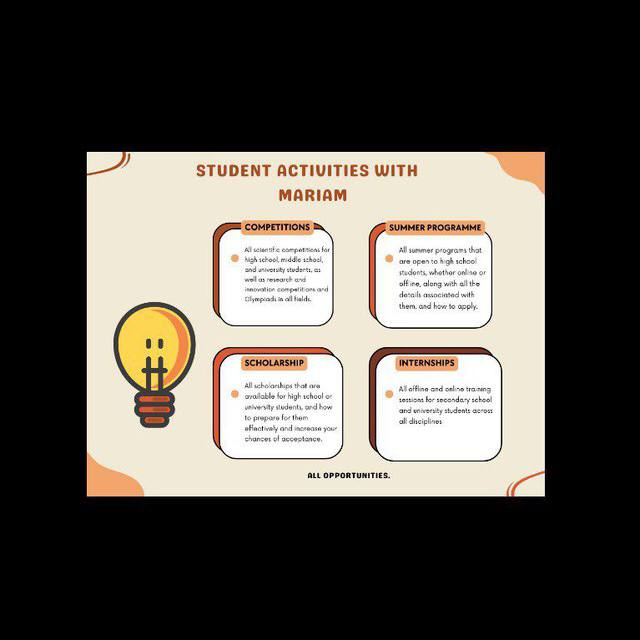 STUDENT ACTIVITIES WITH
MARIAM
COMPETITIONS
All scientific competitions for
high school, middle school,
and university students, as
well as research and
innovation competitions and
Olympiads in all fields.
SUMMER PROGRAMME
All summer programs that
are open to high school
students, whether online or
offline, along with all the
details associated with
them, and how to apply.
SCHOLARSHIP
All scholarships that are
available for high school or
university students, and how
to prepare for them
effectively and increase your
chances of acceptance.
INTERNSHIPS
All offline and online training
sessions for secondary school
and university students across
all disciplines
ALL OPPORTUNITIES.